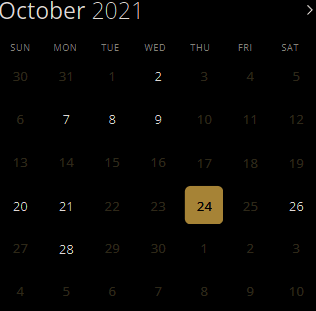 October 2021
SUN MON TUE WED THU FRI SAT
30 31 1 2 3 4 5
6 7 8 9 10 11 12
13 14 15 16 17 18 19
20 21 22 23 24 25 26
27 28 29 30 1 2 3
4 5 6 7 8 9 10